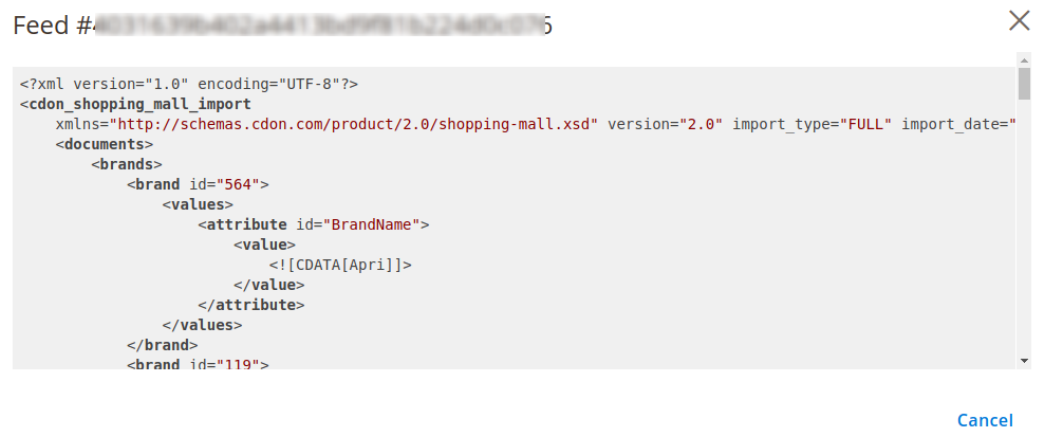 Feed #
<?xml version="1.0" encoding="UTF-8"?>
<cdon_shopping_mall_import
xmlns="http://schemas.cdon.com/product/2.0/shopping-mall.xsd" version="2.0" import_type="FULL" import_date="
<documents>
<brands>
<brand id="564">
<values>
<attribute id="BrandName">
<value>
<![CDATA[Apri]]>
</value>
</attribute>
</values>
</brand>
<brand id="119">
Cancel